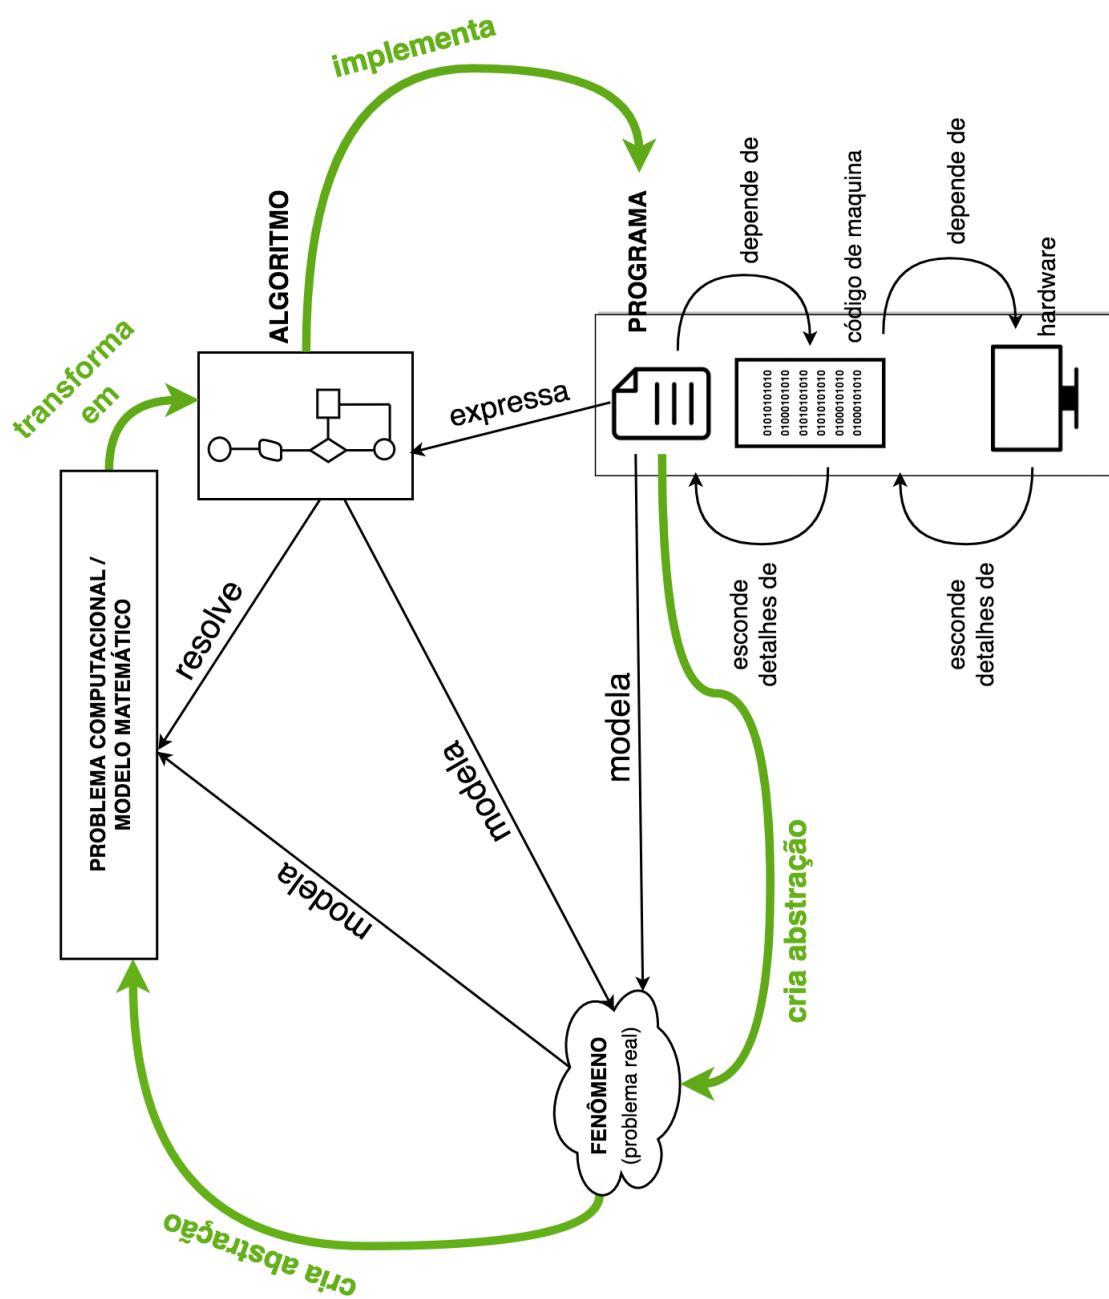 implementa
ALGORITMO
transforma
em
PROGRAMA
depende de
código de maquina
depende de
hardware
expressa
01010101010
01000101010
01010101010
01010101010
01000101010
01000101010
PROBLEMA COMPUTACIONAL /
MODELO MATEMÁTICO
resolve
modela
modela
modela
esconde
detalhes de
esconde
detalhes de
cria abstração
FENÔMENO
(problema real)
cria abstração